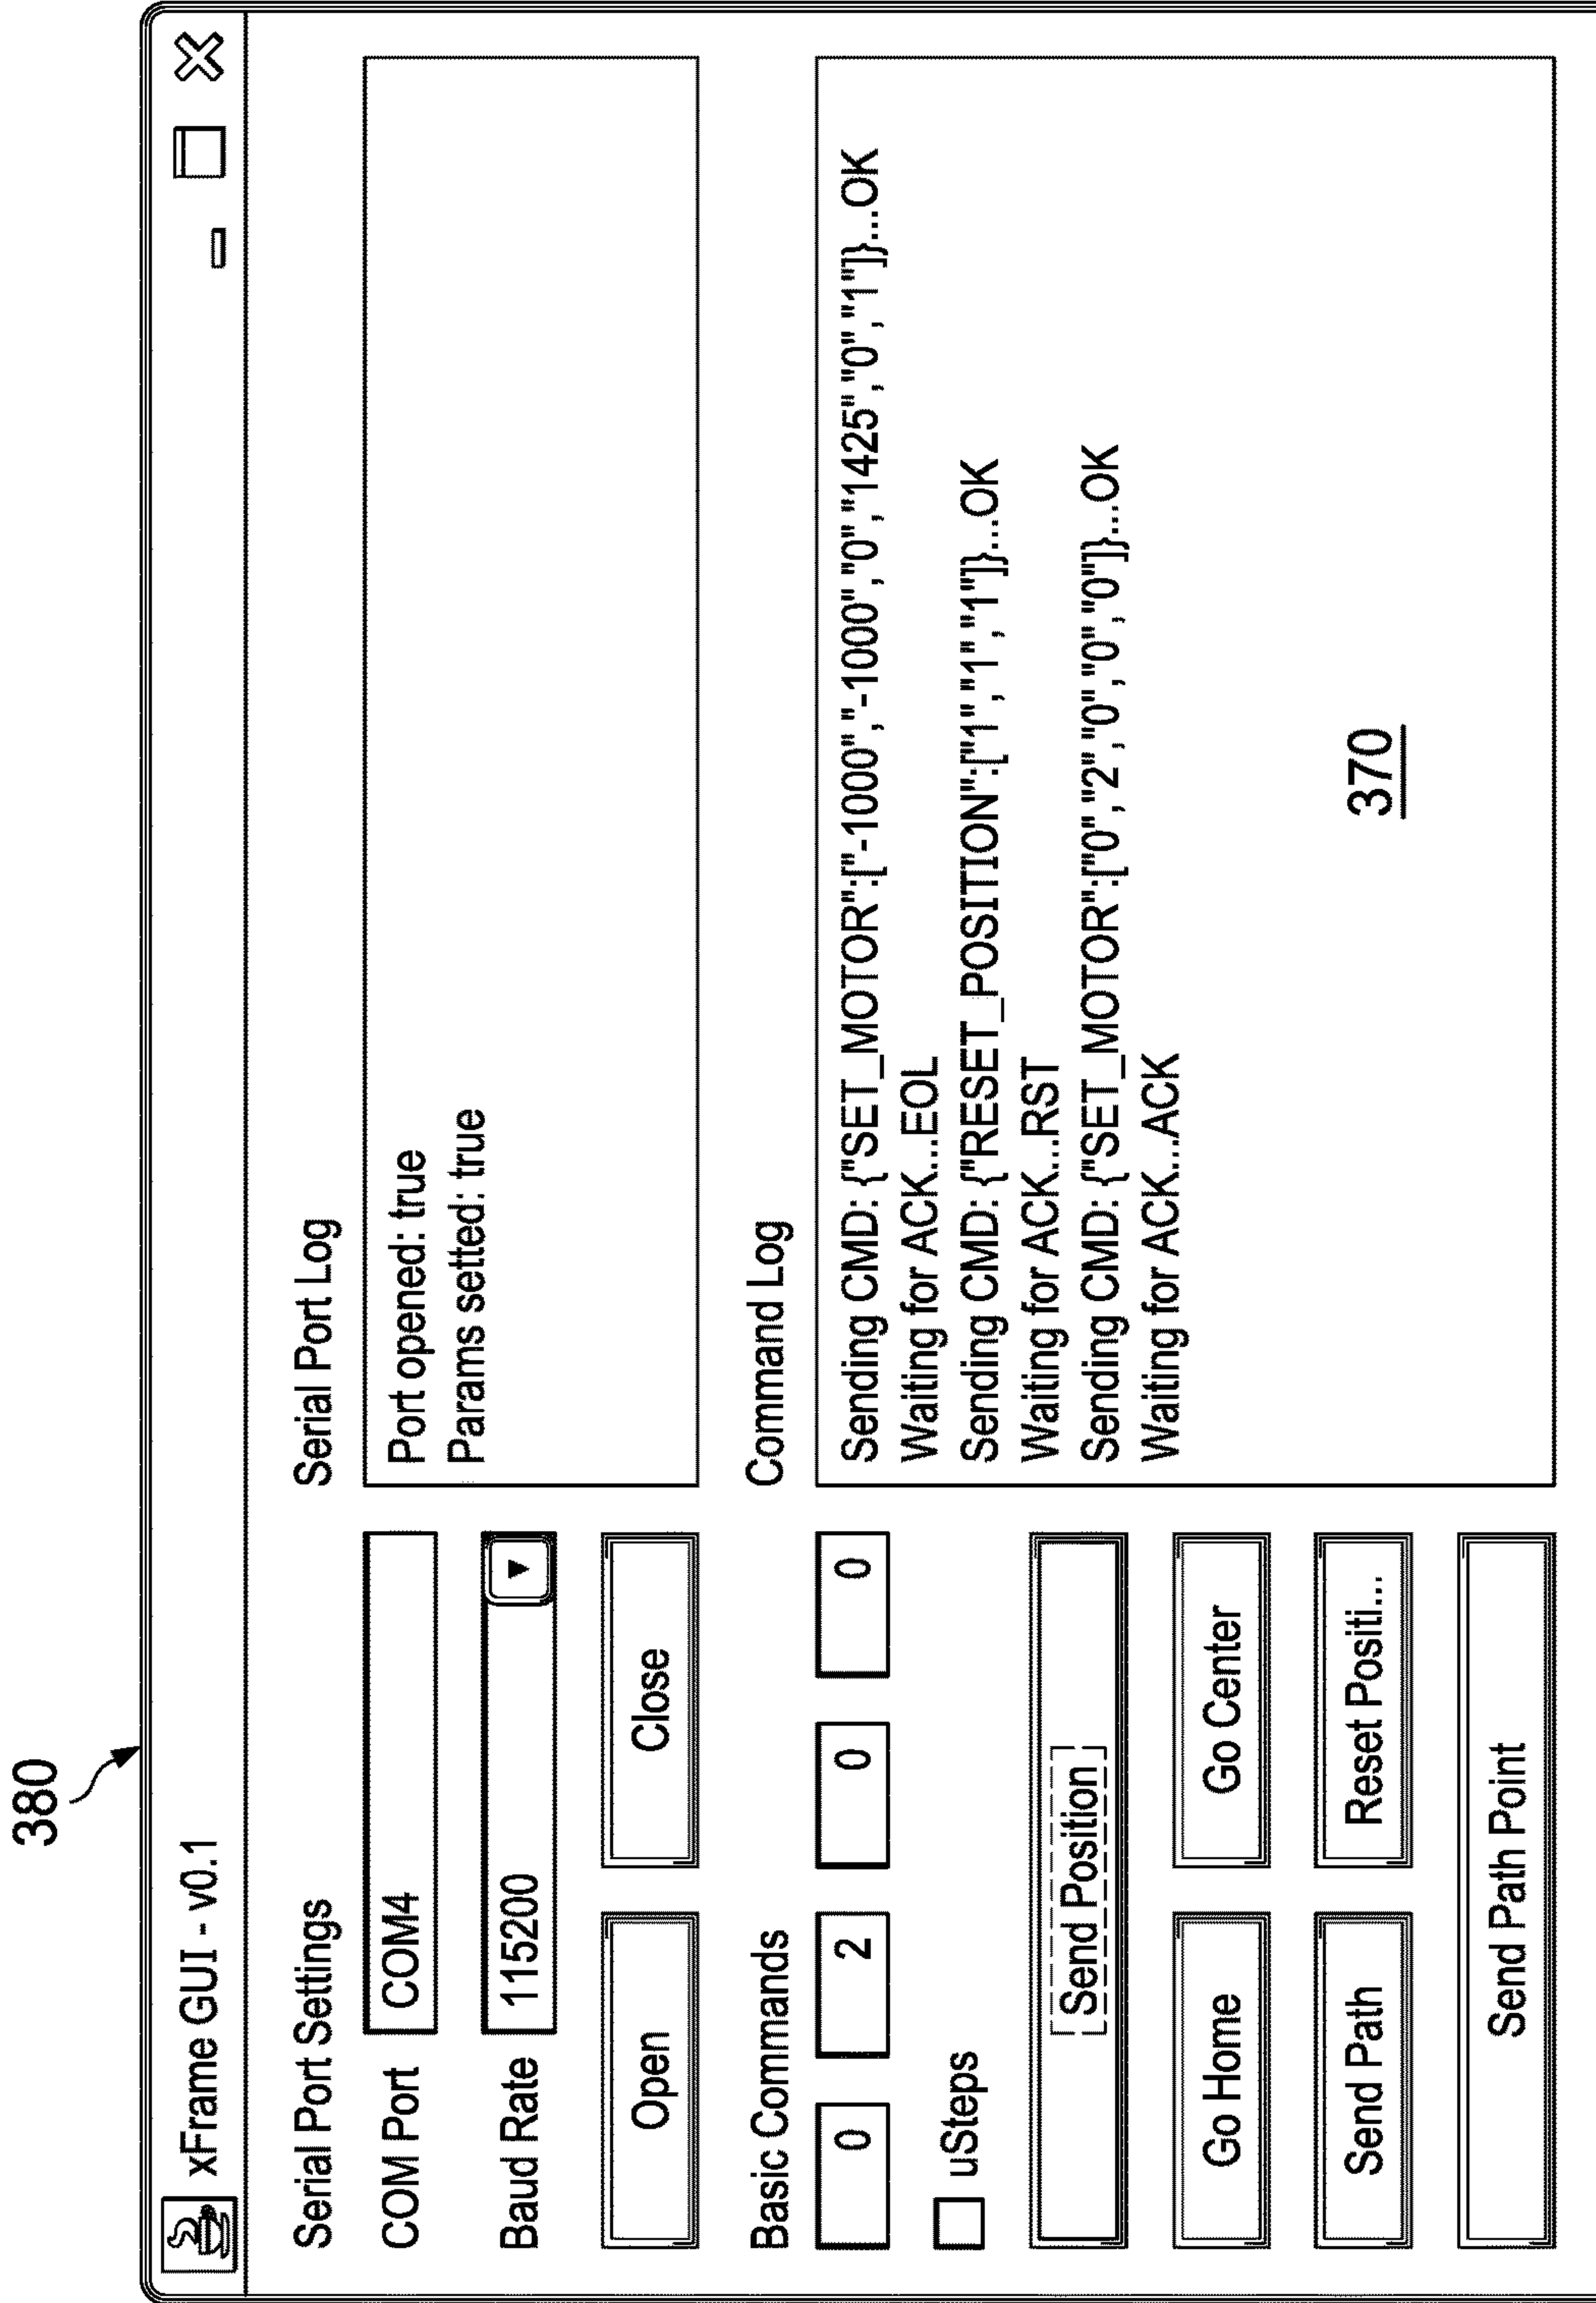 380
xFrame GUI - v0.1
Serial Port Settings
COM Port
COM4
Baud Rate
115200
Open
Close
Serial Port Log
Port opened: true
Params setted: true
Basic Commands
0
2
0
0
uSteps
Send Position
Go Home
Go Center
Send Path
Reset Positi...
Send Path Point
Command Log
Sending CMD: {"SET_MOTOR":["-1000","-1000","0","1425","0","1"]}...OK
Waiting for ACK...EOL
Sending CMD: {"RESET_POSITION":["1","1","1","1"]}...OK
Waiting for ACK...RST
Sending CMD: {"SET_MOTOR":["0","2","0","0","0"]}...OK
Waiting for ACK...ACK
370